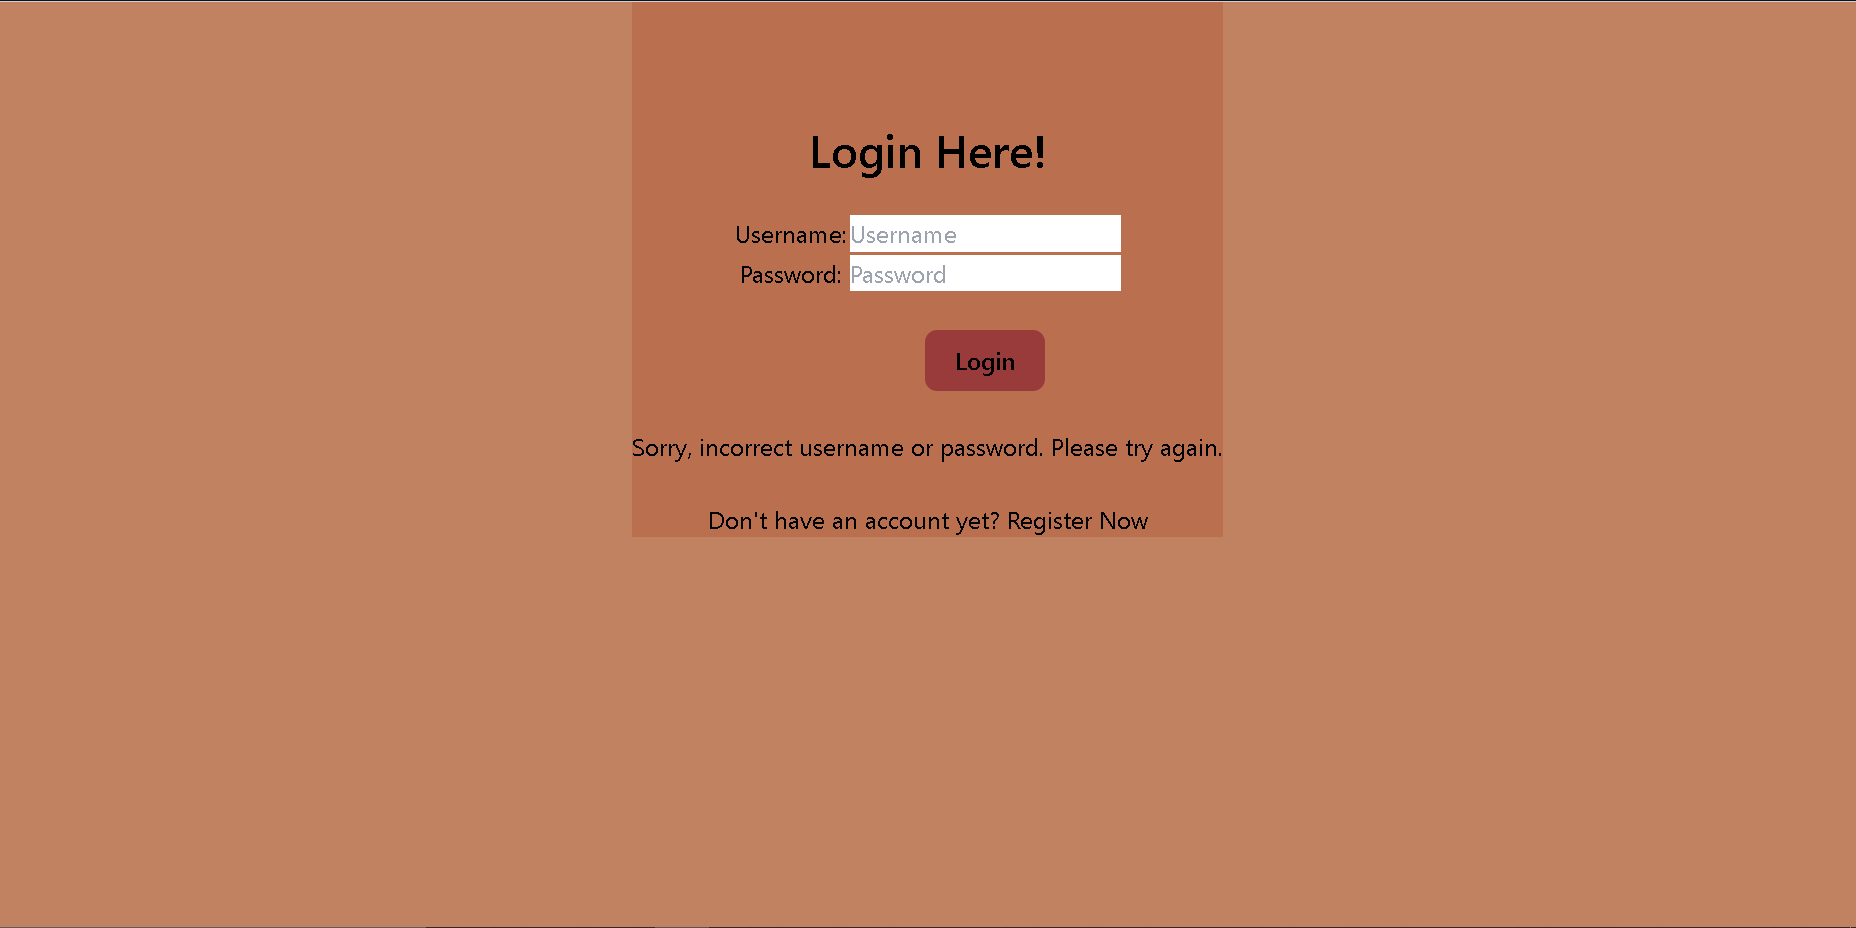 Login Here!
Username: Username
Password: Password
Login
Sorry, incorrect username or password. Please try again.
Don't have an account yet? Register Now